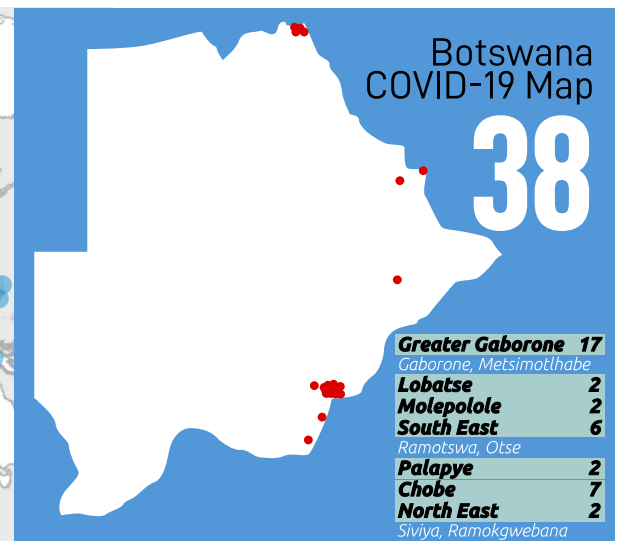 Botswana
COVID-19 Map
38
Greater Gaborone 17
Gaborone, Metsimotlhabe
Lobatse 2
Molepolole 2
South East 6
Ramotswa, Otse
Palapye 2
Chobe 7
North East 2
Siviya, Ramokgwebana